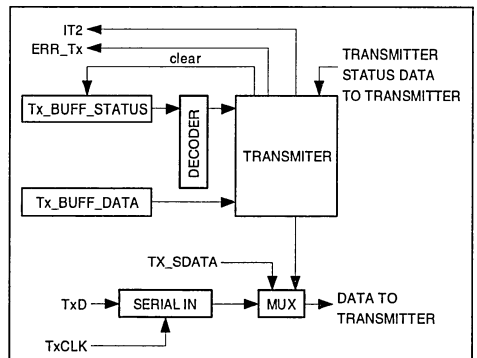 IT2
ERR_Tx
clear
TRANSMITTER
STATUS DATA
TO TRANSMITTER
Tx_BUFF_STATUS
DECODER
TRANSMITER
Tx_BUFF_DATA
TX_SDATA
TxD
SERIAL IN
MUX
DATA TO
TRANSMITTER
TxCLK